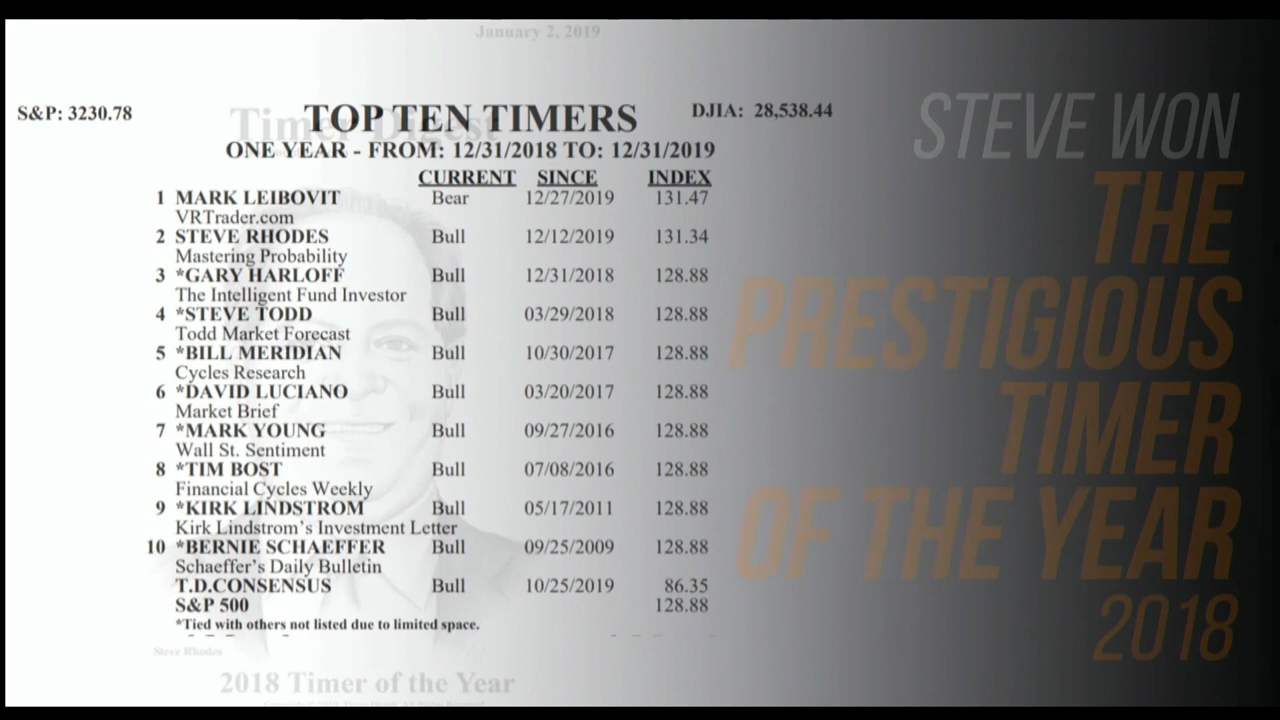 January 2, 2019
S&P: 3230.78
Timer Digest
TOP TEN TIMERS
DJIA: 28,538.44
ONE YEAR - FROM: 12/31/2018 TO: 12/31/2019
CURRENT SINCE INDEX
1 MARK LEIBOVIT Bear 12/27/2019 131.47
VRTrader.com
2 STEVE RHODES Bull 12/12/2019 131.34
Mastering Probability
3 *GARY HARLOFF Bull 12/31/2018 128.88
The Intelligent Fund Investor
4 *STEVE TODD Bull 03/29/2018 128.88
Todd Market Forecast
5 *BILL MERIDIAN Bull 10/30/2017 128.88
Cycles Research
6 *DAVID LUCIANO Bull 03/20/2017 128.88
Market Brief
7 *MARK YOUNG Bull 09/27/2016 128.88
Wall St. Sentiment
8 *TIM BOST Bull 07/08/2016 128.88
Financial Cycles Weekly
9 *KIRK LINDSTROM Bull 05/17/2011 128.88
Kirk Lindstrom's Investment Letter
10 *BERNIE SCHAEFFER Bull 09/25/2009 128.88
Schaeffer's Daily Bulletin
T.D.CONSENSUS Bull 10/25/2019 86.35
S&P 500 128.88
*Tied with others not listed due to limited space.
Steve Rhodes
2018 Timer of the Year
STEVE WON
THE
PRESTIGIOUS
TIMER
OF THE YEAR
2018